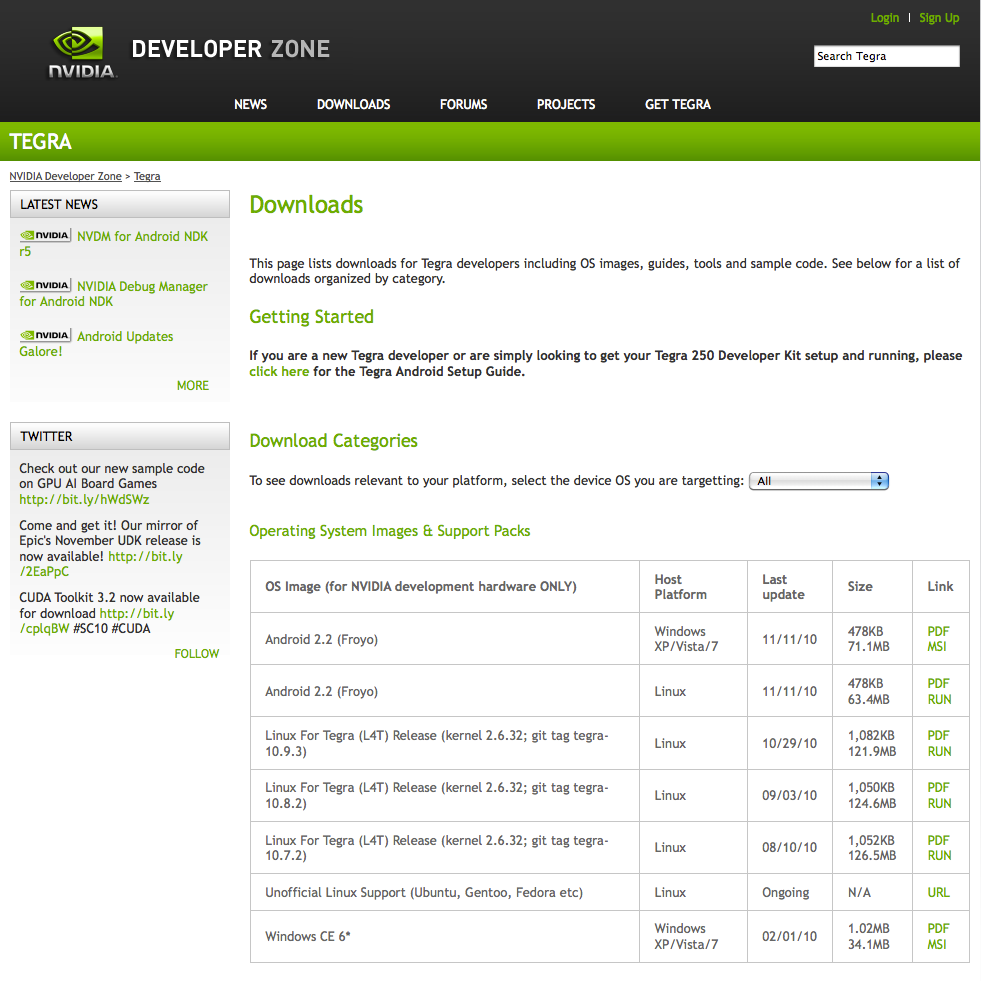 Login | Sign Up
NVIDIA.
DEVELOPER ZONE
Search Tegra
NEWS DOWNLOADS FORUMS PROJECTS GET TEGRA
TEGRA
NVIDIA Developer Zone > Tegra
LATEST NEWS
NVIDIA NVDM for Android NDK
r5
NVIDIA NVIDIA Debug Manager
for Android NDK
NVIDIA Android Updates
Galore!
MORE
TWITTER
Check out our new sample code
on GPU AI Board Games
http://bit.ly/hWdSWz
Come and get it! Our mirror of
Epic's November UDK release is
now available! http://bit.ly
/2EaPpC
CUDA Toolkit 3.2 now available
for download http://bit.ly
/cplqBW #SC10 #CUDA
FOLLOW
Downloads
This page lists downloads for Tegra developers including OS images, guides, tools and sample code. See below for a list of
downloads organized by category.
Getting Started
If you are a new Tegra developer or are simply looking to get your Tegra 250 Developer Kit setup and running, please
click here for the Tegra Android Setup Guide.
Download Categories
To see downloads relevant to your platform, select the device OS you are targetting: All
Operating System Images & Support Packs
OS Image (for NVIDIA development hardware ONLY)
Host
Platform
Last
update
Size
Link
Android 2.2 (Froyo)
Windows
XP/Vista/7
11/11/10
478KB
71.1MB
PDF
MSI
Android 2.2 (Froyo)
Linux
11/11/10
478KB
63.4MB
PDF
RUN
Linux For Tegra (L4T) Release (kernel 2.6.32; git tag tegra-
10.9.3)
Linux
10/29/10
1,082KB
121.9MB
PDF
RUN
Linux For Tegra (L4T) Release (kernel 2.6.32; git tag tegra-
10.8.2)
Linux
09/03/10
1,050KB
124.6MB
PDF
RUN
Linux For Tegra (L4T) Release (kernel 2.6.32; git tag tegra-
10.7.2)
Linux
08/10/10
1,052KB
126.5MB
PDF
RUN
Unofficial Linux Support (Ubuntu, Gentoo, Fedora etc)
Linux
Ongoing
N/A
URL
Windows CE 6*
Windows
XP/Vista/7
02/01/10
1.02MB
34.1MB
PDF
MSI